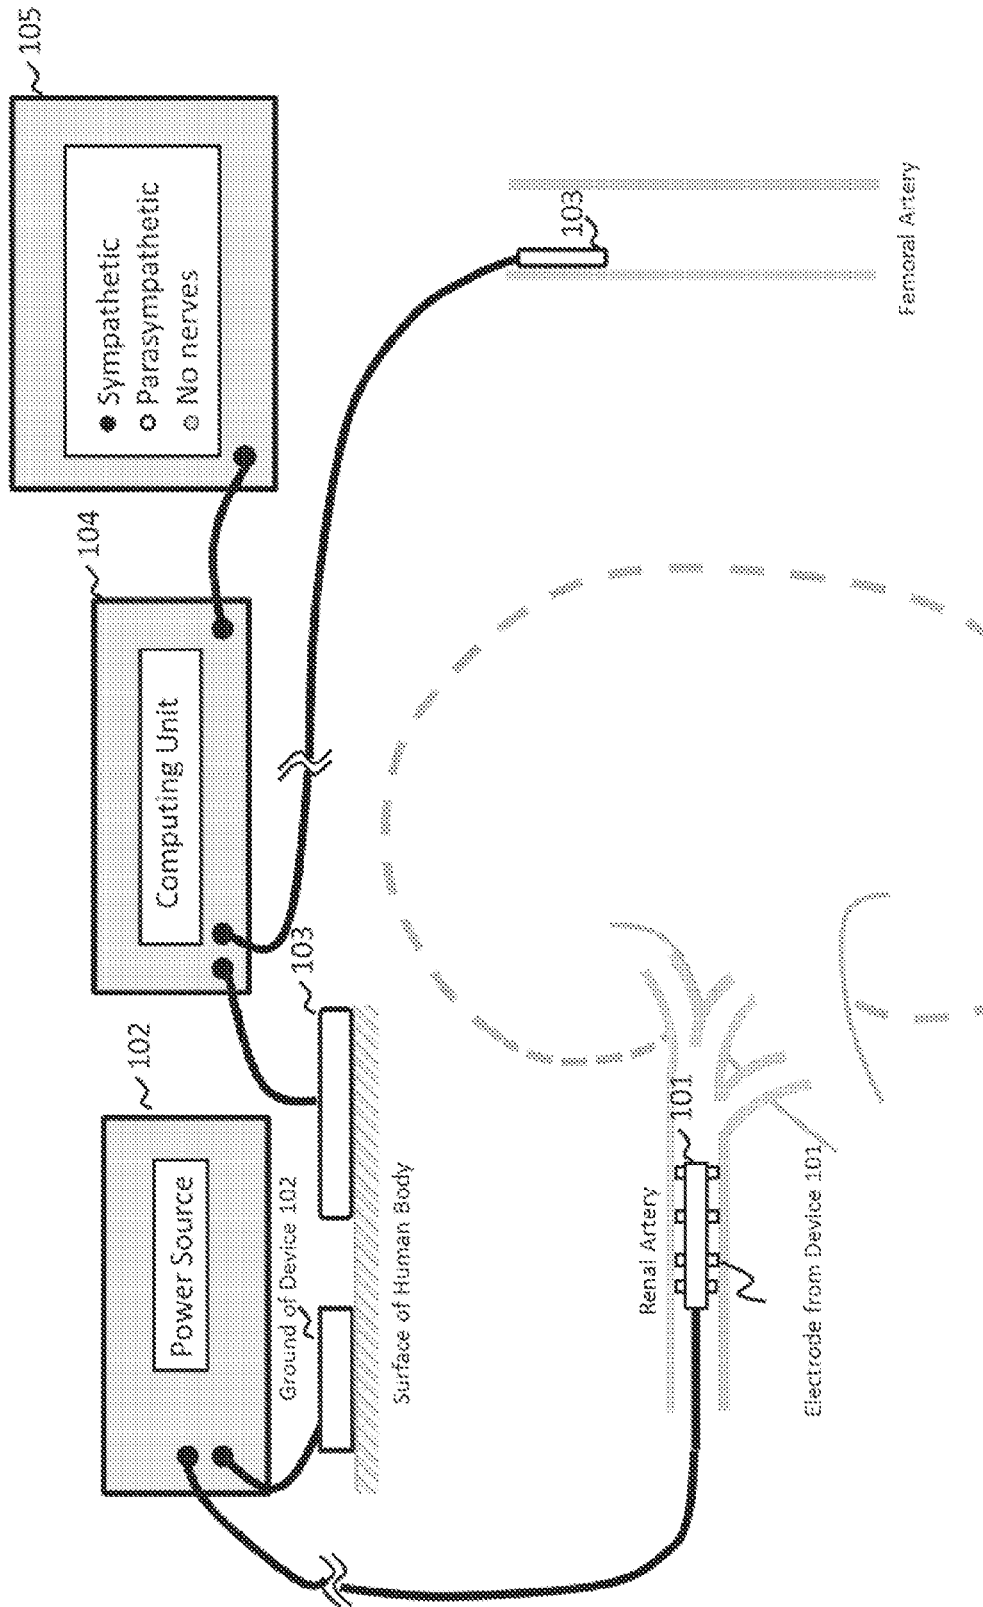 105
104
102
Sympathetic
Parasympathetic
No nerves
Computing Unit
Power Source
Ground of Device 102
103
Surface of Human Body
103
Renal Artery
101
Electrode from Device 101
Femoral Artery